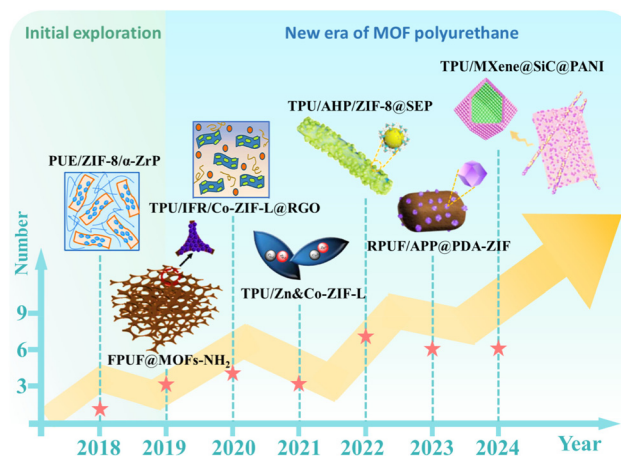 Initial exploration
New era of MOF polyurethane
TPU/MXene@SiC@PANI
TPU/AHP/ZIF-8@SEP
PUE/ZIF-8/α-ZrP
TPU/IFR/Co-ZIF-L@RGO
RPUF/APP@PDA-ZIF
TPU/Zn&Co-ZIF-L
FPUF@MOFs-NH₂
Number
9
6
3
2018 2019 2020 2021 2022 2023 2024 Year